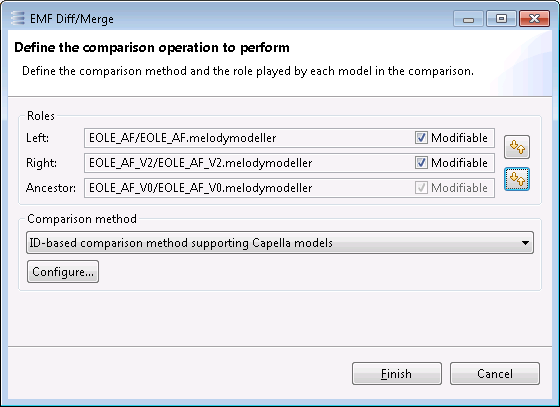 EMF Diff/Merge
Define the comparison operation to perform
Define the comparison method and the role played by each model in the comparison.
Roles
Left: EOLE_AF/EOLE_AF.melodymodeller Modifiable
Right: EOLE_AF_V2/EOLE_AF_V2.melodymodeller Modifiable
Ancestor: EOLE_AF_V0/EOLE_AF_V0.melodymodeller Modifiable
Comparison method
ID-based comparison method supporting Capella models
Configure...
Finish Cancel